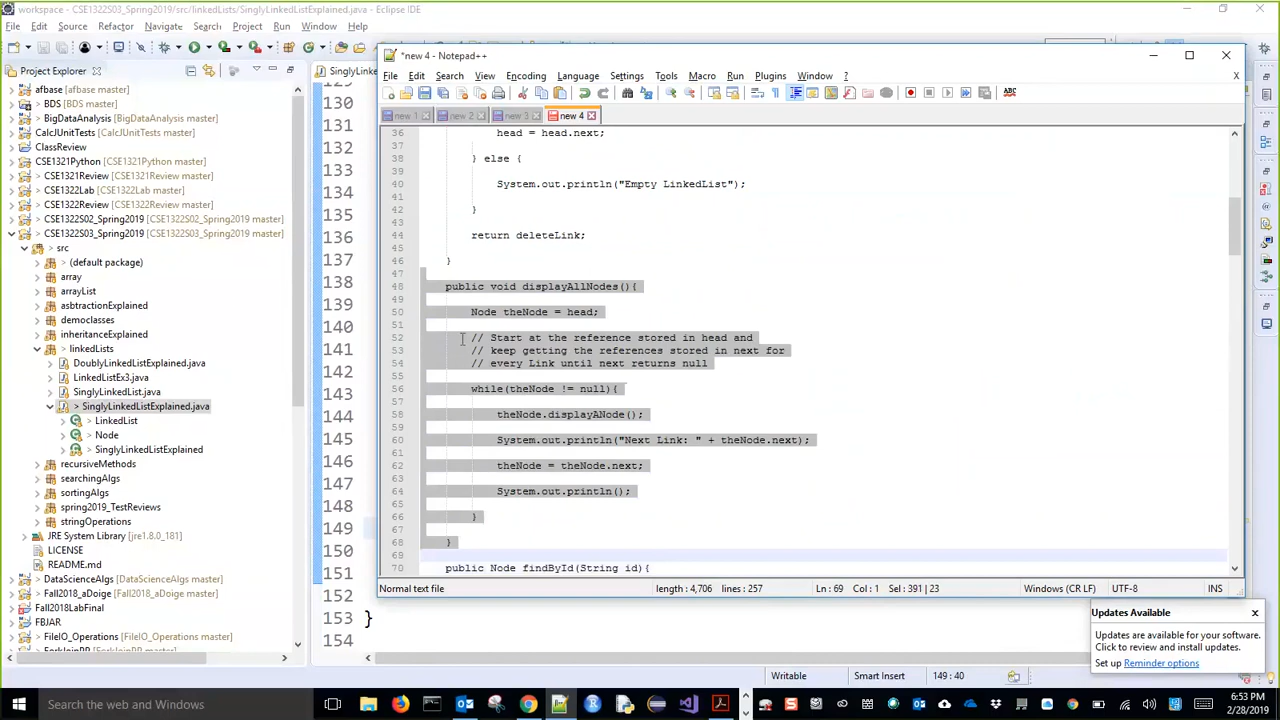 workspace - CSE1322S03_Spring2019/src/linkedLists/SinglyLinkedListExplained.java - Eclipse IDE
File Edit Source Refactor Navigate Search Project Run Window Help
Project Explorer
afbase [afbase master]
BDS [BDS master]
BigDataAnalysis [BigDataAnalysis master]
CalcJUnitTests [CalcJUnitTests master]
ClassReview
CSE1321Python [CSE1321Python master]
CSE1321Review [CSE1321Review master]
CSE1322Lab [CSE1322Lab master]
CSE1322Review [CSE1322Review master]
CSE1322S02_Spring2019 [CSE1322S02_Spring2019 master]
> CSE1322S03_Spring2019 [CSE1322S03_Spring2019 master]
> src
> (default package)
array
arrayList
asbtractionExplained
democlasses
inheritanceExplained
> linkedLists
> DoublyLinkedListExplained.java
> LinkedListEx3.java
SinglyLinkedList.java
> SinglyLinkedListExplained.java
> LinkedList
> Node
> SinglyLinkedListExplained
recursiveMethods
searchingAlgs
sortingAlgs
spring2019_TestReviews
stringOperations
JRE System Library [jre1.8.0_181]
LICENSE
README.md
DataScienceAlgs [DataScienceAlgs master]
Fall2018_aDoige [Fall2018_aDoige master]
Fall2018LabFinal
FBJAR
FileIO_Operations [FileIO_Operations master]
SinglyLin
130
131
132
133
134
135
136
137
138
139
140
141
142
143
144
145
146
147
148
149
150
151
152
153 }
154
*new 4 - Notepad++
File Edit Search View Encoding Language Settings Tools Macro Run Plugins Window ?
X
new 1 new 2 new 3 new 4
36 head = head.next;
37
38 } else {
39
40 System.out.println("Empty LinkedList");
41
42 }
43
44 return deleteLink;
45
46 }
47
48 public void displayAllNodes(){
49
50 Node theNode = head;
51
52 // Start at the reference stored in head and
53 // keep getting the references stored in next for
54 // every Link until next returns null
55
56 while(theNode != null){
57
58 theNode.displayANode();
59
60 System.out.println("Next Link: " + theNode.next);
61
62 theNode = theNode.next;
63
64 System.out.println();
65
66 }
67
68 }
69
70 public Node findById(String id){
Normal text file length : 4,706 lines : 257 Ln : 69 Col : 1 Sel : 391 | 23 Windows (CR LF) UTF-8 INS
Updates Available
Updates are available for your software.
Click to review and install updates.
Set up Reminder options
Writable Smart Insert 149 : 40
Search the web and Windows
6:53 PM
2/28/2019